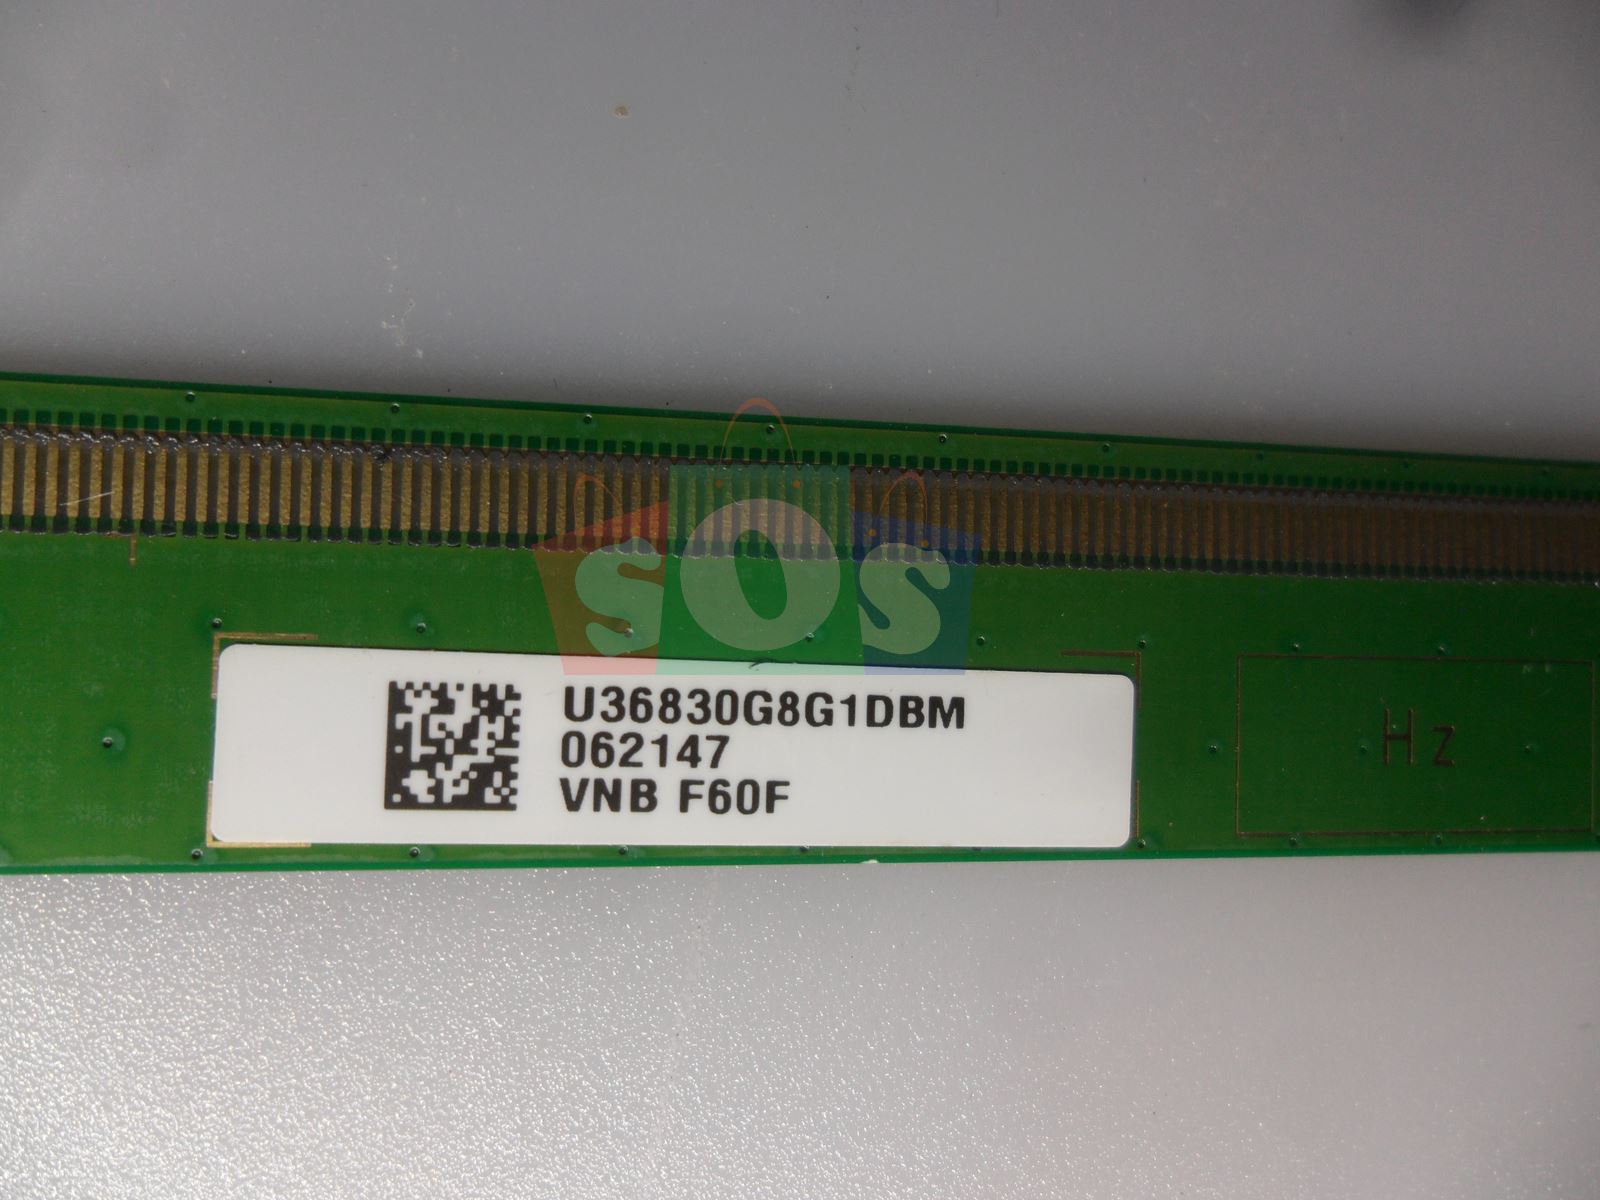 SOS
U36830G8G1DBM
062147
VNB F60F
Hz